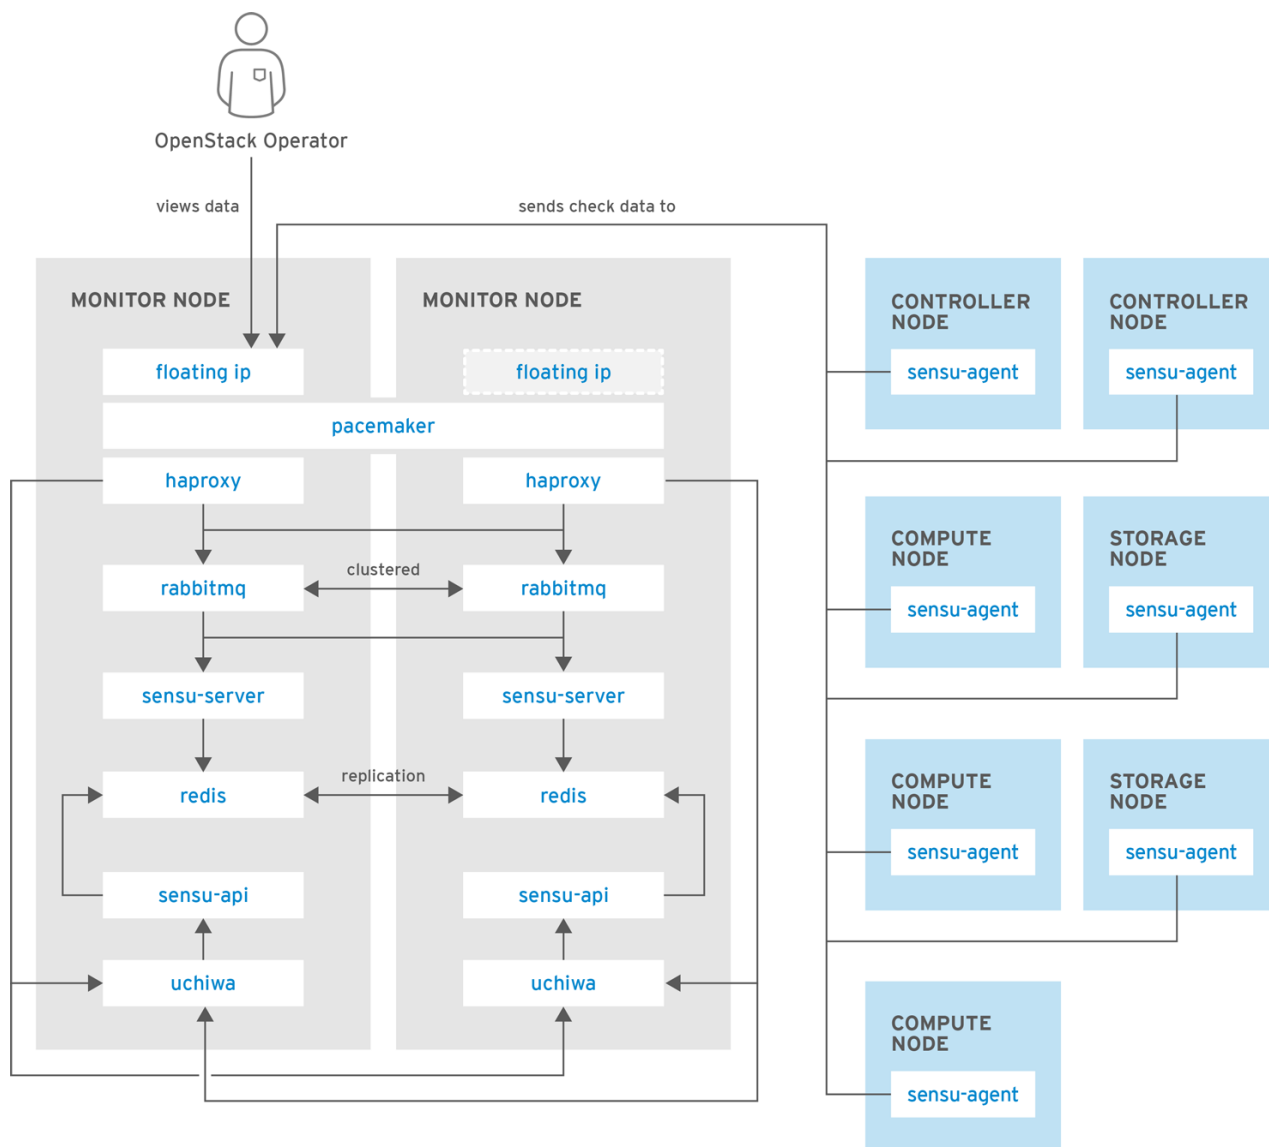 OpenStack Operator
views data
sends check data to
MONITOR NODE
floating ip
MONITOR NODE
floating ip
pacemaker
haproxy
haproxy
rabbitmq
clustered
rabbitmq
sensu-server
sensu-server
redis
replication
redis
sensu-api
sensu-api
uchiwa
uchiwa
CONTROLLER
NODE
sensu-agent
CONTROLLER
NODE
sensu-agent
COMPUTE
NODE
sensu-agent
STORAGE
NODE
sensu-agent
COMPUTE
NODE
sensu-agent
STORAGE
NODE
sensu-agent
COMPUTE
NODE
sensu-agent